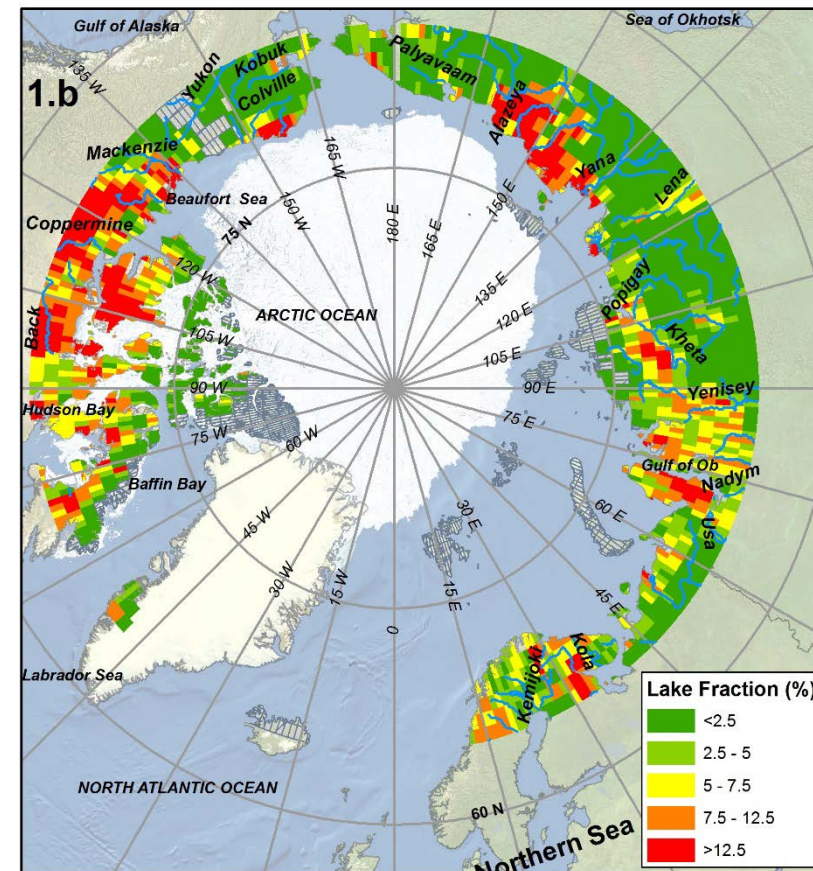 Gulf of Alaska
Sea of Okhotsk
135 W
1.b
Yukon
Kobuk
Colville
Palyavaam
Alazeya
Mackenzie
165 W
Yana
Lena
Beaufort Sea
150 W
150 E
180 E
165 E
75 N
Coppermine
120 W
135 E
Popigay
120 E
ARCTIC OCEAN
105 W
105 E
Kheta
Back
90 W
90 E
Yenisey
Hudson Bay
75 W
60 W
75 E
Gulf of Ob
Nadym
Baffin Bay
60 E
Usa
45 W
30 E
30 W
15 W
15 E
45 E
0
Kemijoki
Kola
Labrador Sea
NORTH ATLANTIC OCEAN
60 N
Northern Sea
Lake Fraction (%)
<2.5
2.5 - 5
5 - 7.5
7.5 - 12.5
>12.5